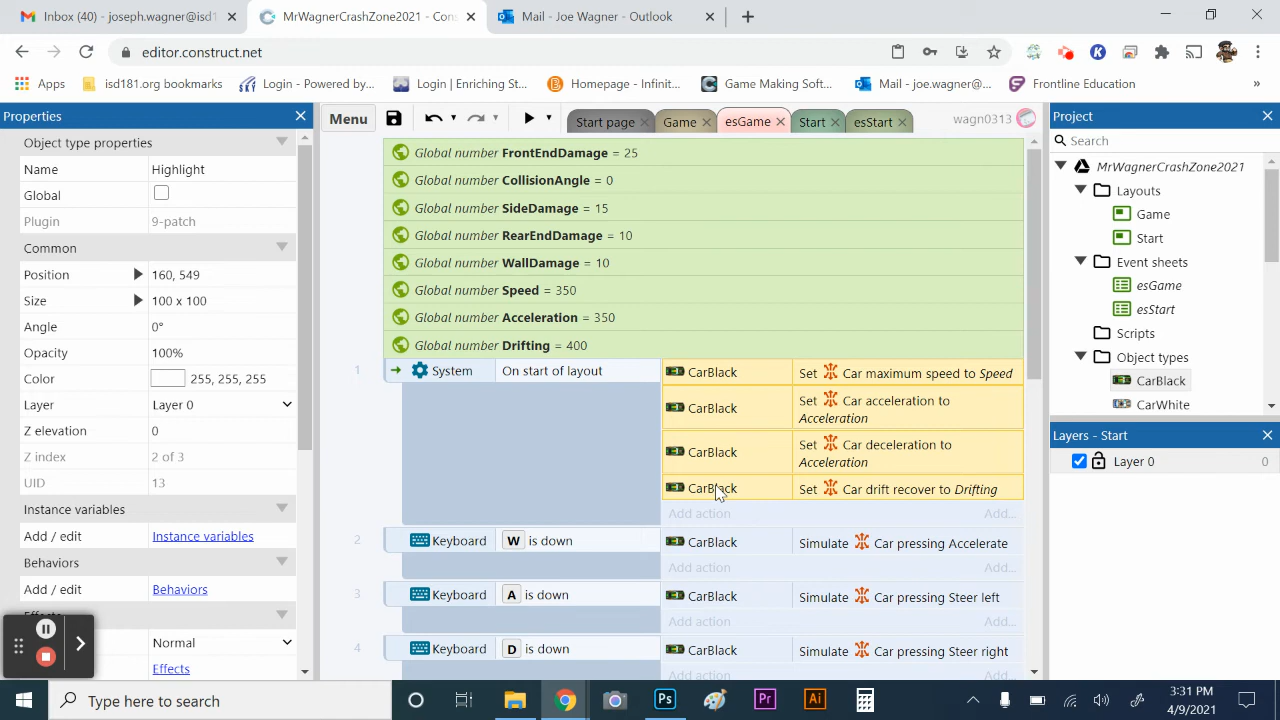 Inbox (40) - joseph.wagner@isd1
MrWagnerCrashZone2021 - Cons
Mail - Joe Wagner - Outlook
editor.construct.net
Apps
isd181.org bookmarks
Login - Powered by...
Login | Enriching St...
Homepage - Infinit...
Game Making Soft...
Mail - joe.wagner@...
Frontline Education
»
Properties
Menu
Start page
Game
esGame
Start
esStart
wagn0313
Project
Object type properties
Name
Highlight
Global
Plugin
9-patch
Common
Position
160, 549
Size
100 x 100
Angle
0°
Opacity
100%
Color
255, 255, 255
Layer
Layer 0
Z elevation
0
Z index
2 of 3
UID
13
Instance variables
Add / edit
Instance variables
Behaviors
Add / edit
Behaviors
Effects
Normal
Effects
Global number FrontEndDamage = 25
Global number CollisionAngle = 0
Global number SideDamage = 15
Global number RearEndDamage = 10
Global number WallDamage = 10
Global number Speed = 350
Global number Acceleration = 350
Global number Drifting = 400
1
System
On start of layout
CarBlack
Set Car maximum speed to Speed
CarBlack
Set Car acceleration to
Acceleration
CarBlack
Set Car deceleration to
Acceleration
CarBlack
Set Car drift recover to Drifting
Add action
Add...
2
Keyboard
W is down
CarBlack
Simulate Car pressing Accelerate
Add action
Add...
3
Keyboard
A is down
CarBlack
Simulate Car pressing Steer left
Add action
Add...
4
Keyboard
D is down
CarBlack
Simulate Car pressing Steer right
Add action
Add...
Search
MrWagnerCrashZone2021
Layouts
Game
Start
Event sheets
esGame
esStart
Scripts
Object types
CarBlack
CarWhite
Layers - Start
Layer 0
0
Type here to search
Ps
Pr
Ai
3:31 PM
4/9/2021